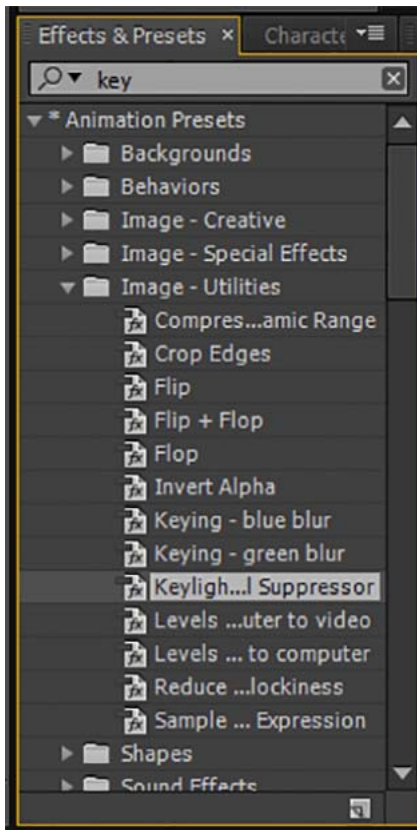 Effects & Presets × Characte
key
* Animation Presets
Backgrounds
Behaviors
Image - Creative
Image - Special Effects
Image - Utilities
Compres...amic Range
Crop Edges
Flip
Flip + Flop
Flop
Invert Alpha
Keying - blue blur
Keying - green blur
Keyligh...l Suppressor
Levels ...uter to video
Levels ... to computer
Reduce ...lockiness
Sample ... Expression
Shapes
Sound Effects